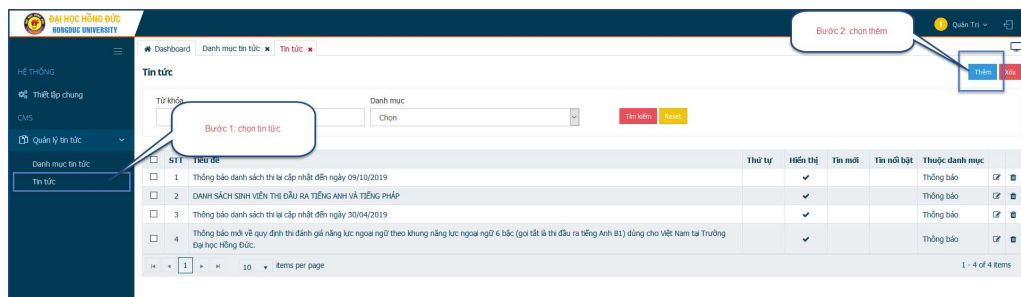 ĐẠI HỌC HỒNG ĐỨC
HONGDUC UNIVERSITY
Bước 2: chọn thêm
1 Quản Trị
Dashboard Danh mục tin tức × Tin tức ×
HỆ THỐNG
Tin tức
Thêm Xóa
Thiết lập chung
Từ khóa Danh mục
CMS
Chọn Tìm kiếm Reset
Bước 1: chọn tin tức
Quản lý tin tức
Danh mục tin tức
Tin tức
STT Tiêu đề Thứ tự Hiển thị Tin mới Tin nổi bật Thuộc danh mục
1 Thông báo danh sách thi lại cập nhật đến ngày 09/10/2019 Thông báo
2 DANH SÁCH SINH VIÊN THI ĐẦU RA TIẾNG ANH VÀ TIẾNG PHÁP Thông báo
3 Thông báo danh sách thi lại cập nhật đến ngày 30/04/2019 Thông báo
4 Thông báo mới về quy định thi đánh giá năng lực ngoại ngữ theo khung năng lực ngoại ngữ 6 bậc (gọi tắt là thi đầu ra tiếng Anh B1) dùng cho Việt Nam tại Trường Thông báo
Đại học Hồng Đức.
1 10 items per page 1 - 4 of 4 items